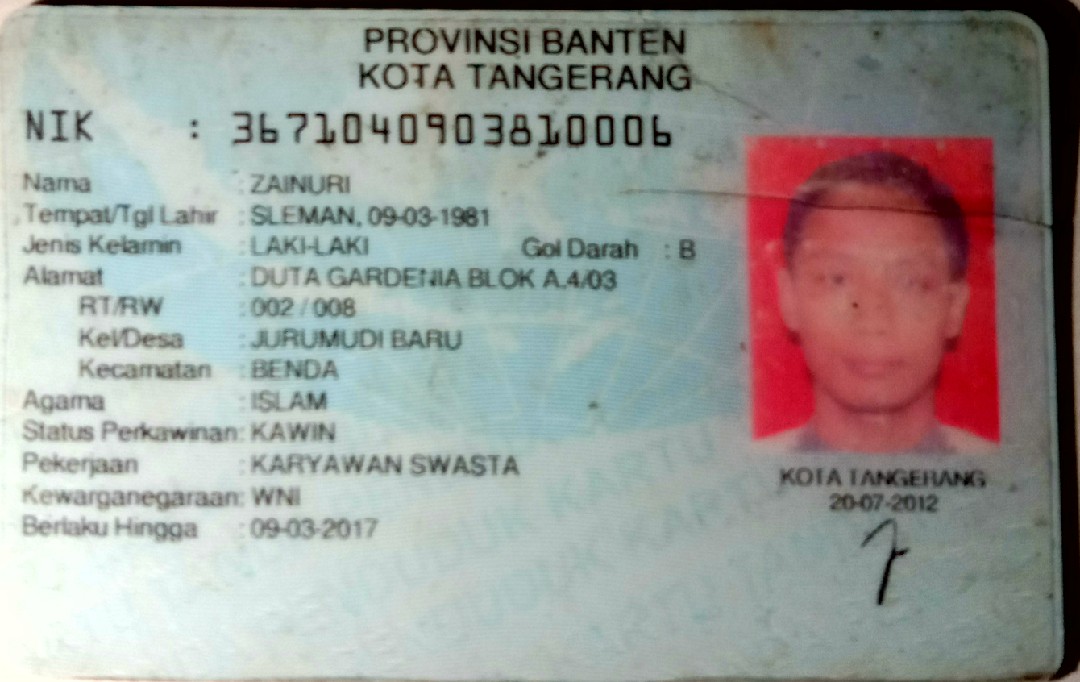 PROVINSI BANTEN
KOTA TANGERANG
NIK : 3671040903810006
Nama : ZAINURI
Tempat/Tgl Lahir : SLEMAN, 09-03-1981
Jenis Kelamin : LAKI-LAKI Gol Darah : B
Alamat : DUTA GARDENIA BLOK A.4/03
RT/RW : 002 / 008
Kel/Desa : JURUMUDI BARU
Kecamatan : BENDA
Agama : ISLAM
Status Perkawinan: KAWIN
Pekerjaan : KARYAWAN SWASTA
Kewarganegaraan: WNI
Berlaku Hingga : 09-03-2017
KOTA TANGERANG
20-07-2012